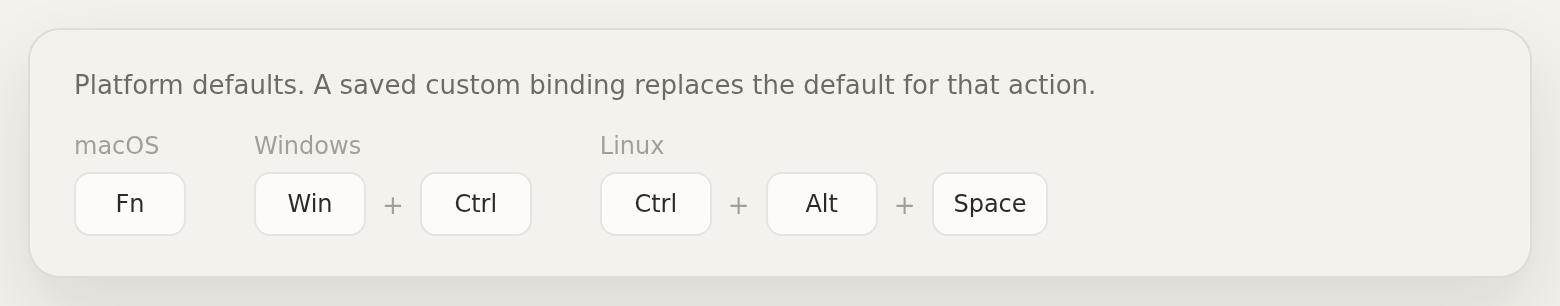 Platform defaults. A saved custom binding replaces the default for that action.
macOS Windows Linux
Fn Win + Ctrl Ctrl + Alt + Space